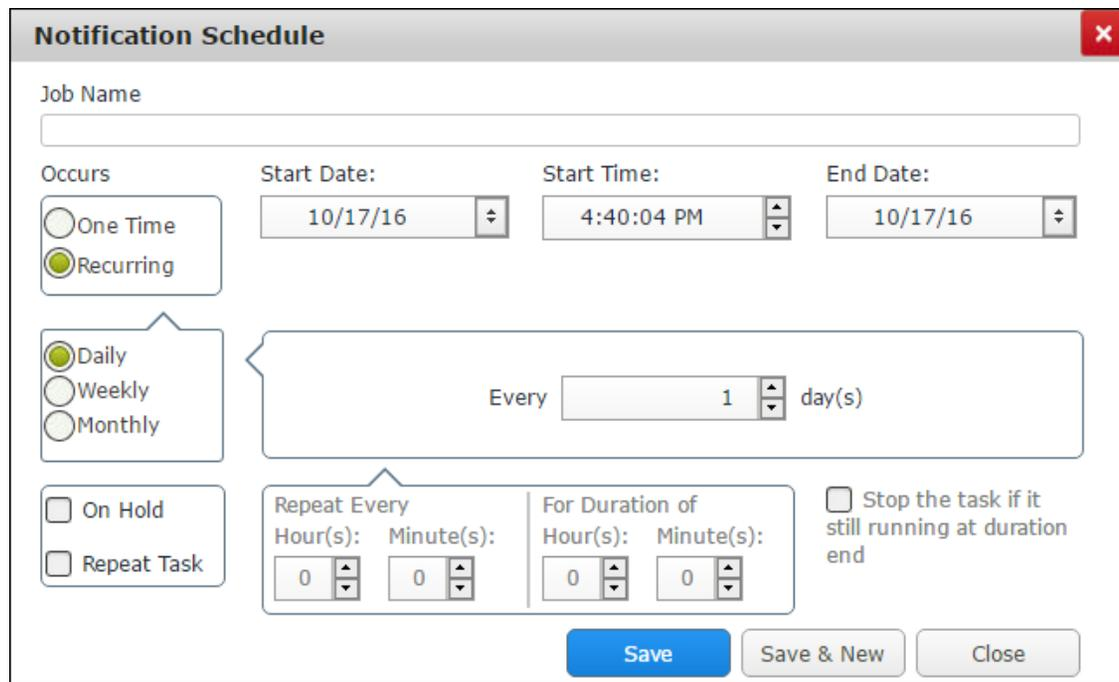 Notification Schedule
Job Name
Occurs
Start Date:
Start Time:
End Date:
One Time
Recurring
10/17/16
4:40:04 PM
10/17/16
Daily
Weekly
Monthly
Every 1 day(s)
On Hold
Repeat Task
Repeat Every
Hour(s): Minute(s):
0 0
For Duration of
Hour(s): Minute(s):
0 0
Stop the task if it
still running at duration
end
Save
Save & New
Close